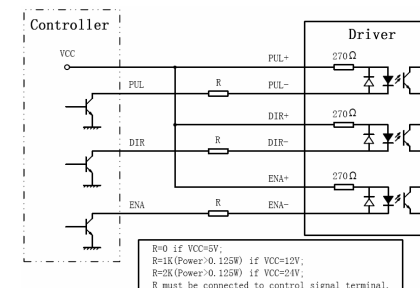 Controller
Driver
VCC
PUL+
270Ω
PUL
R
PUL-
DIR+
270Ω
DIR
R
DIR-
ENA+
270Ω
ENA
R
ENA-
R=0 if VCC=5V;
R=1K(Power>0.125W) if VCC=12V;
R=2K(Power>0.125W) if VCC=24V;
R must be connected to control signal terminal.